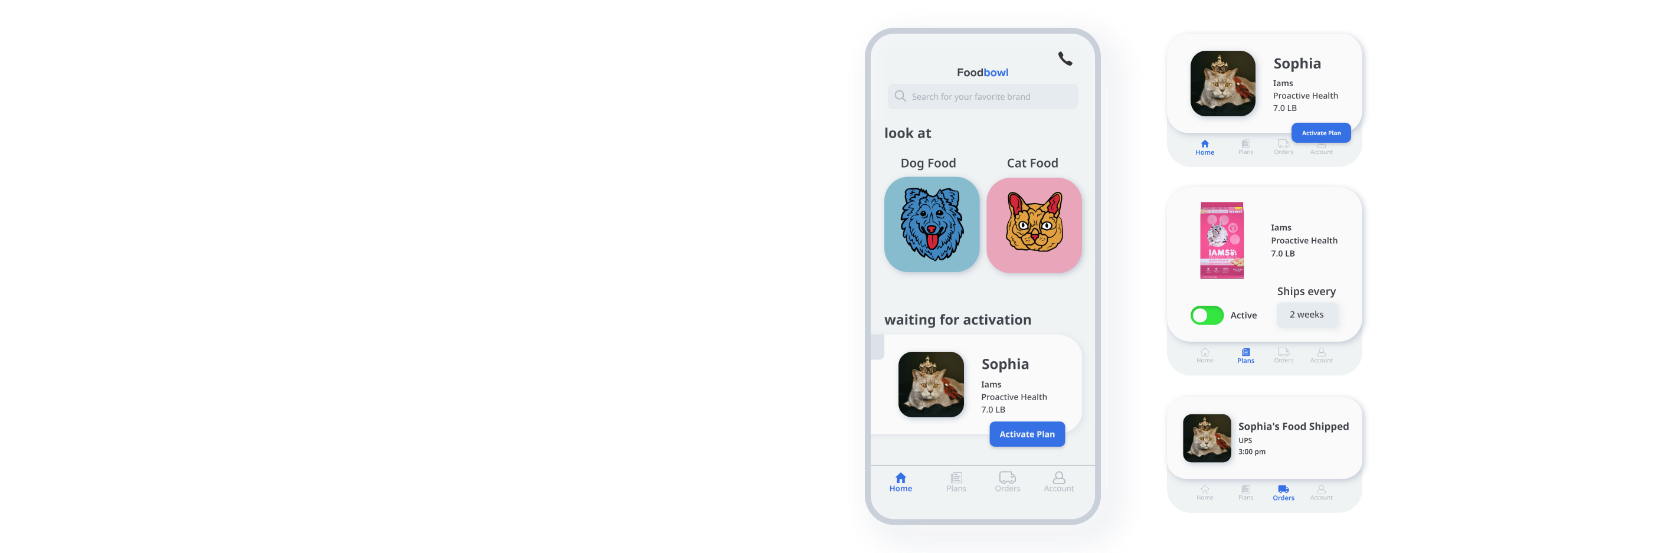 Foodbowl
Search for your favorite brand
look at
Dog Food
Cat Food
waiting for activation
Sophia
Iams
Proactive Health
7.0 LB
Activate Plan
Home
Plans
Orders
Account
Sophia
Iams
Proactive Health
7.0 LB
Activate Plan
Home
Plans
Orders
Account
IAMS
Iams
Proactive Health
7.0 LB
Ships every
Active
2 weeks
Home
Plans
Orders
Account
Sophia's Food Shipped
UPS
3:00 pm
Home
Plans
Orders
Account